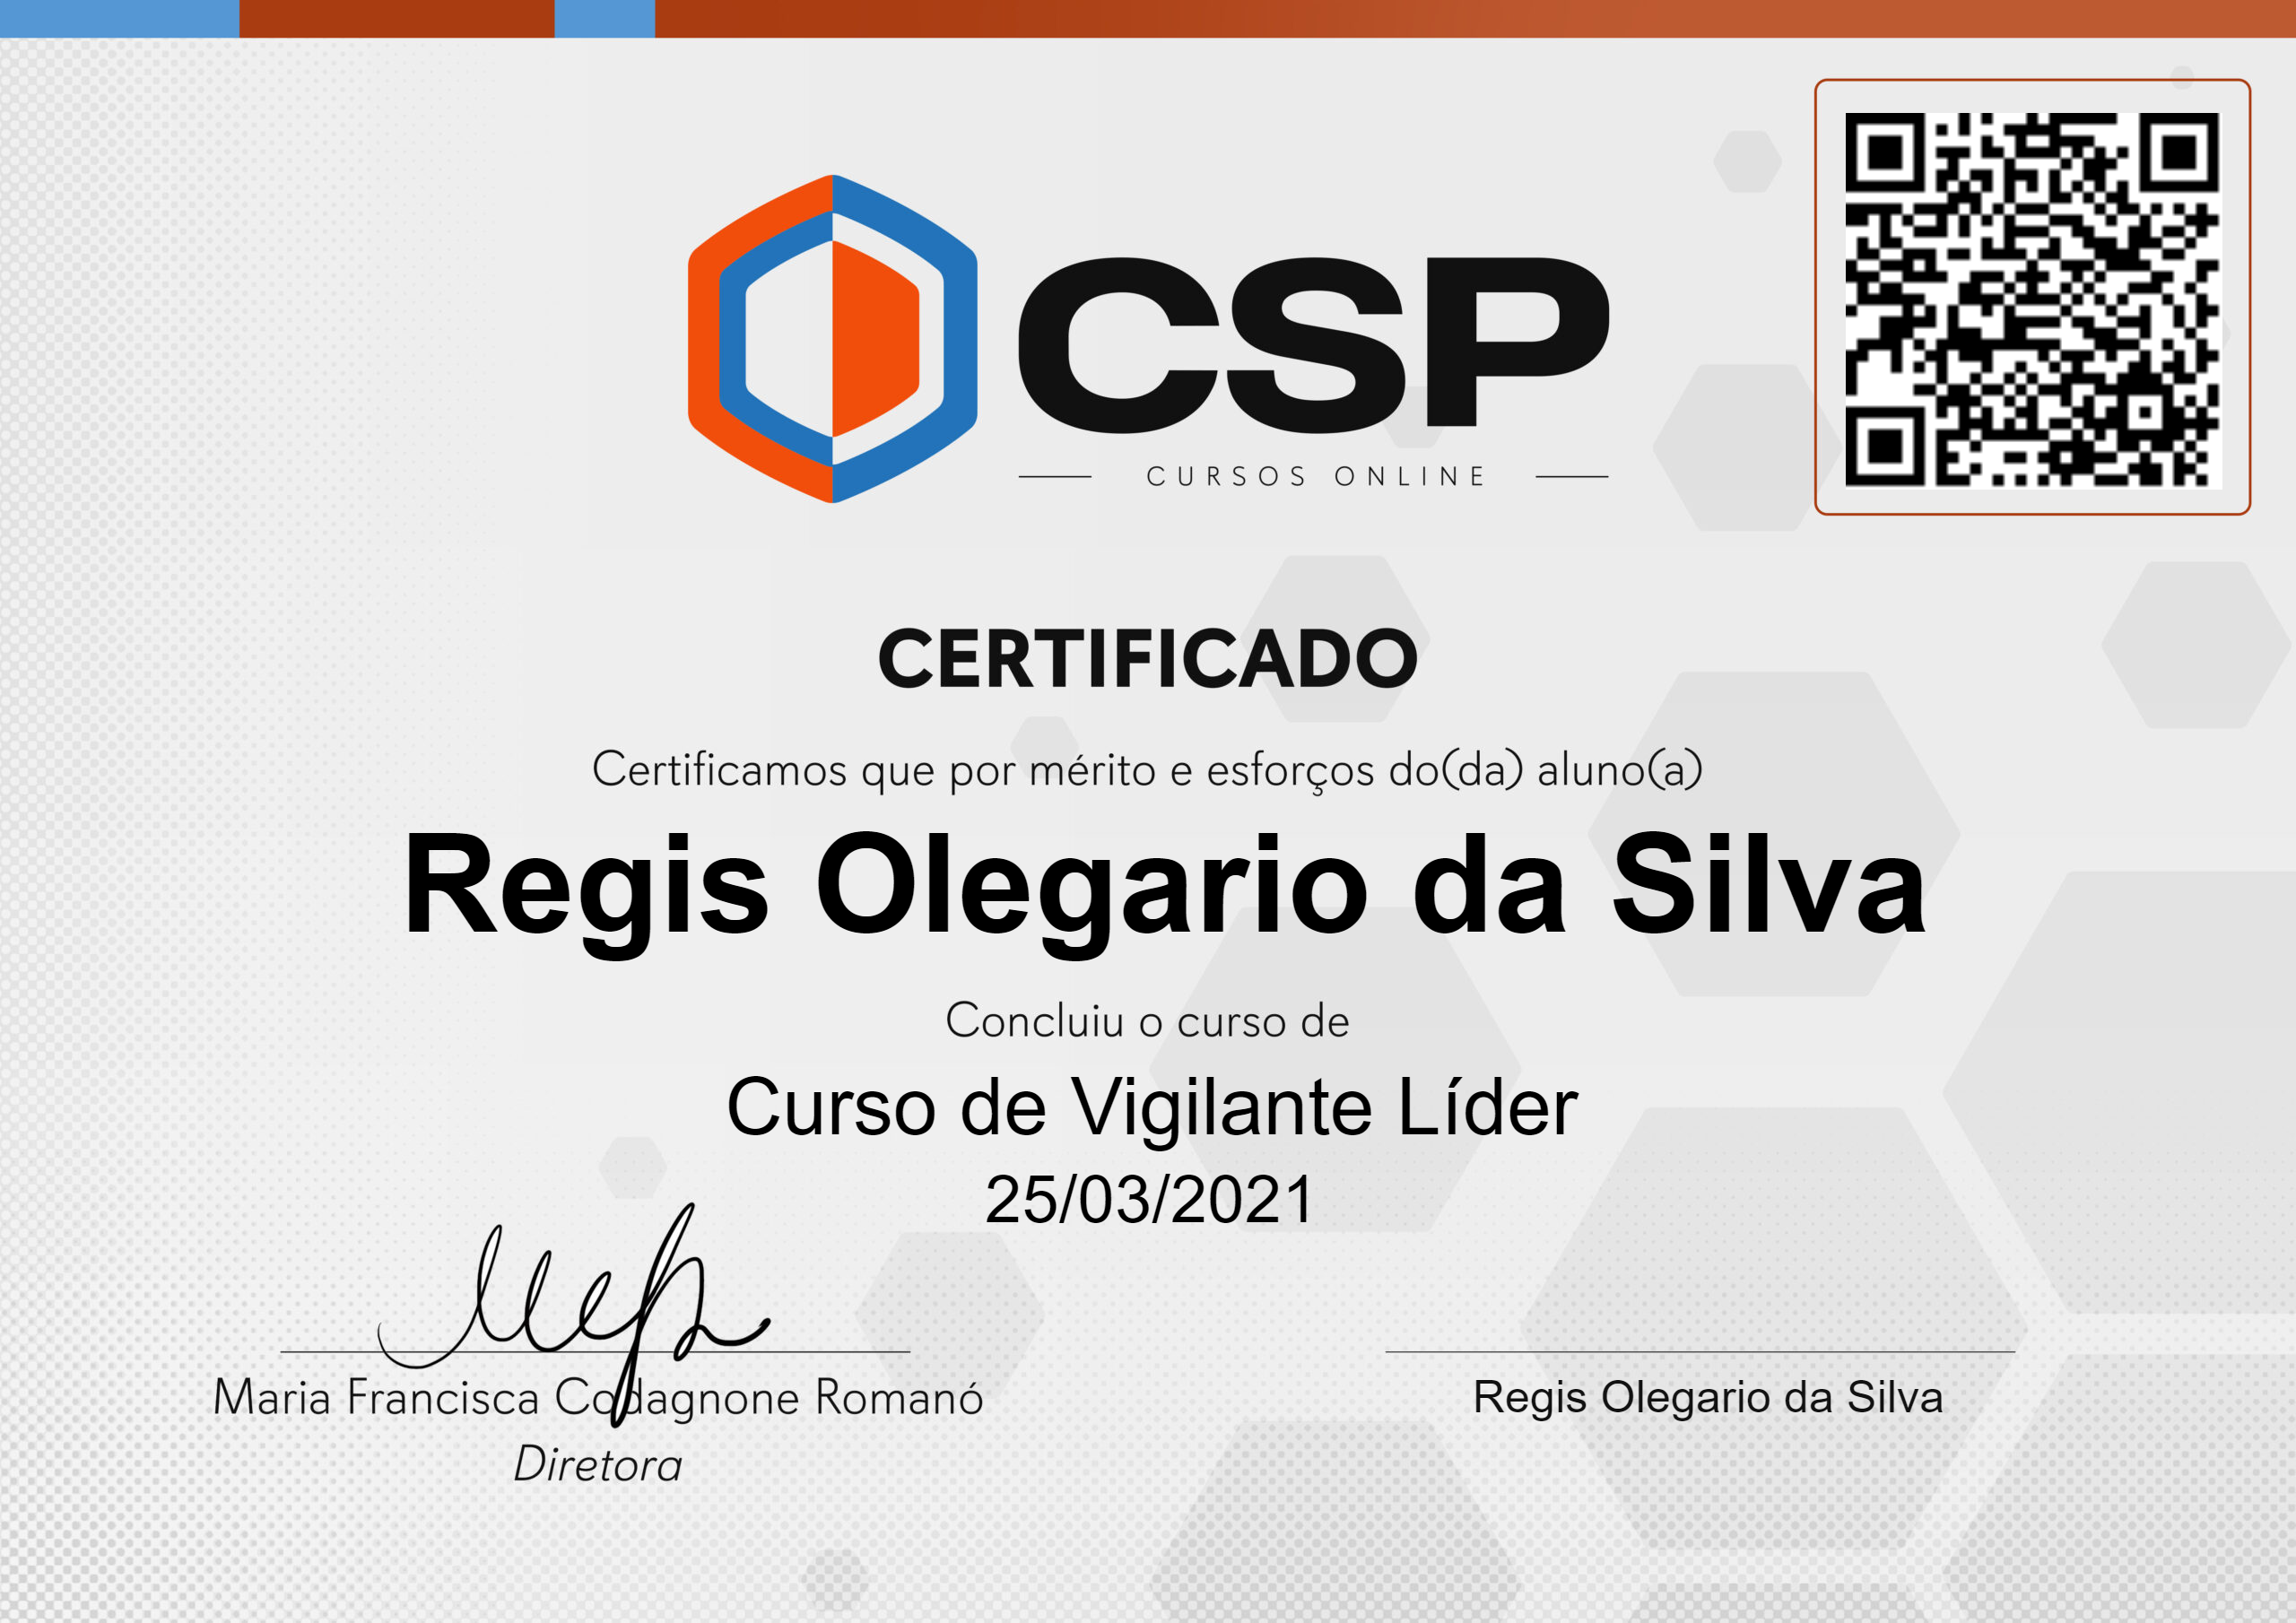 CSP
CURSOS ONLINE
CERTIFICADO
Certificamos que por mérito e esforços do(da) aluno(a)
Regis Olegario da Silva
Concluiu o curso de
Curso de Vigilante Líder
25/03/2021
Maria Francisca Codagnone Romanó
Diretora
Regis Olegario da Silva